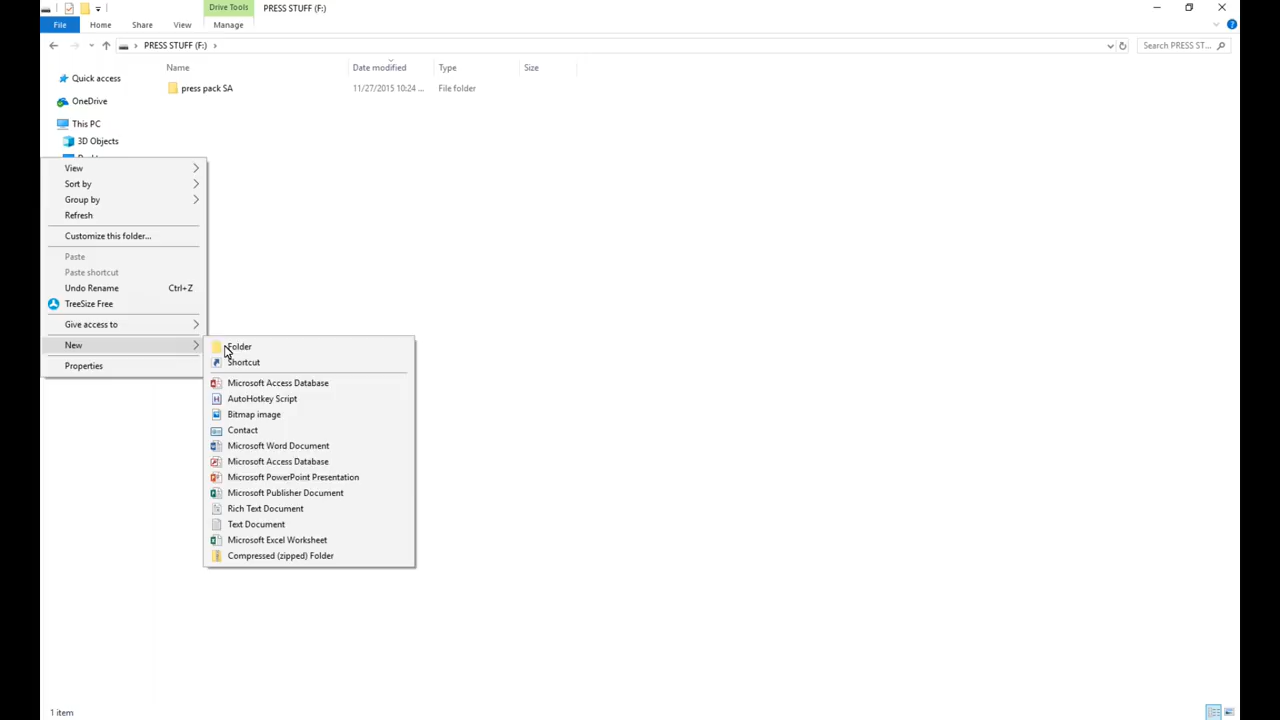 Drive Tools
PRESS STUFF (F:)
File
Home
Share
View
Manage
PRESS STUFF (F:)
Search PRESS ST...
Name
Date modified
Type
Size
Quick access
press pack SA
11/27/2015 10:24 ...
File folder
OneDrive
This PC
3D Objects
View
Sort by
Group by
Refresh
Customize this folder...
Paste
Paste shortcut
Undo Rename Ctrl+Z
TreeSize Free
Give access to
New
Properties
Folder
Shortcut
Microsoft Access Database
AutoHotkey Script
Bitmap image
Contact
Microsoft Word Document
Microsoft Access Database
Microsoft PowerPoint Presentation
Microsoft Publisher Document
Rich Text Document
Text Document
Microsoft Excel Worksheet
Compressed (zipped) Folder
1 item